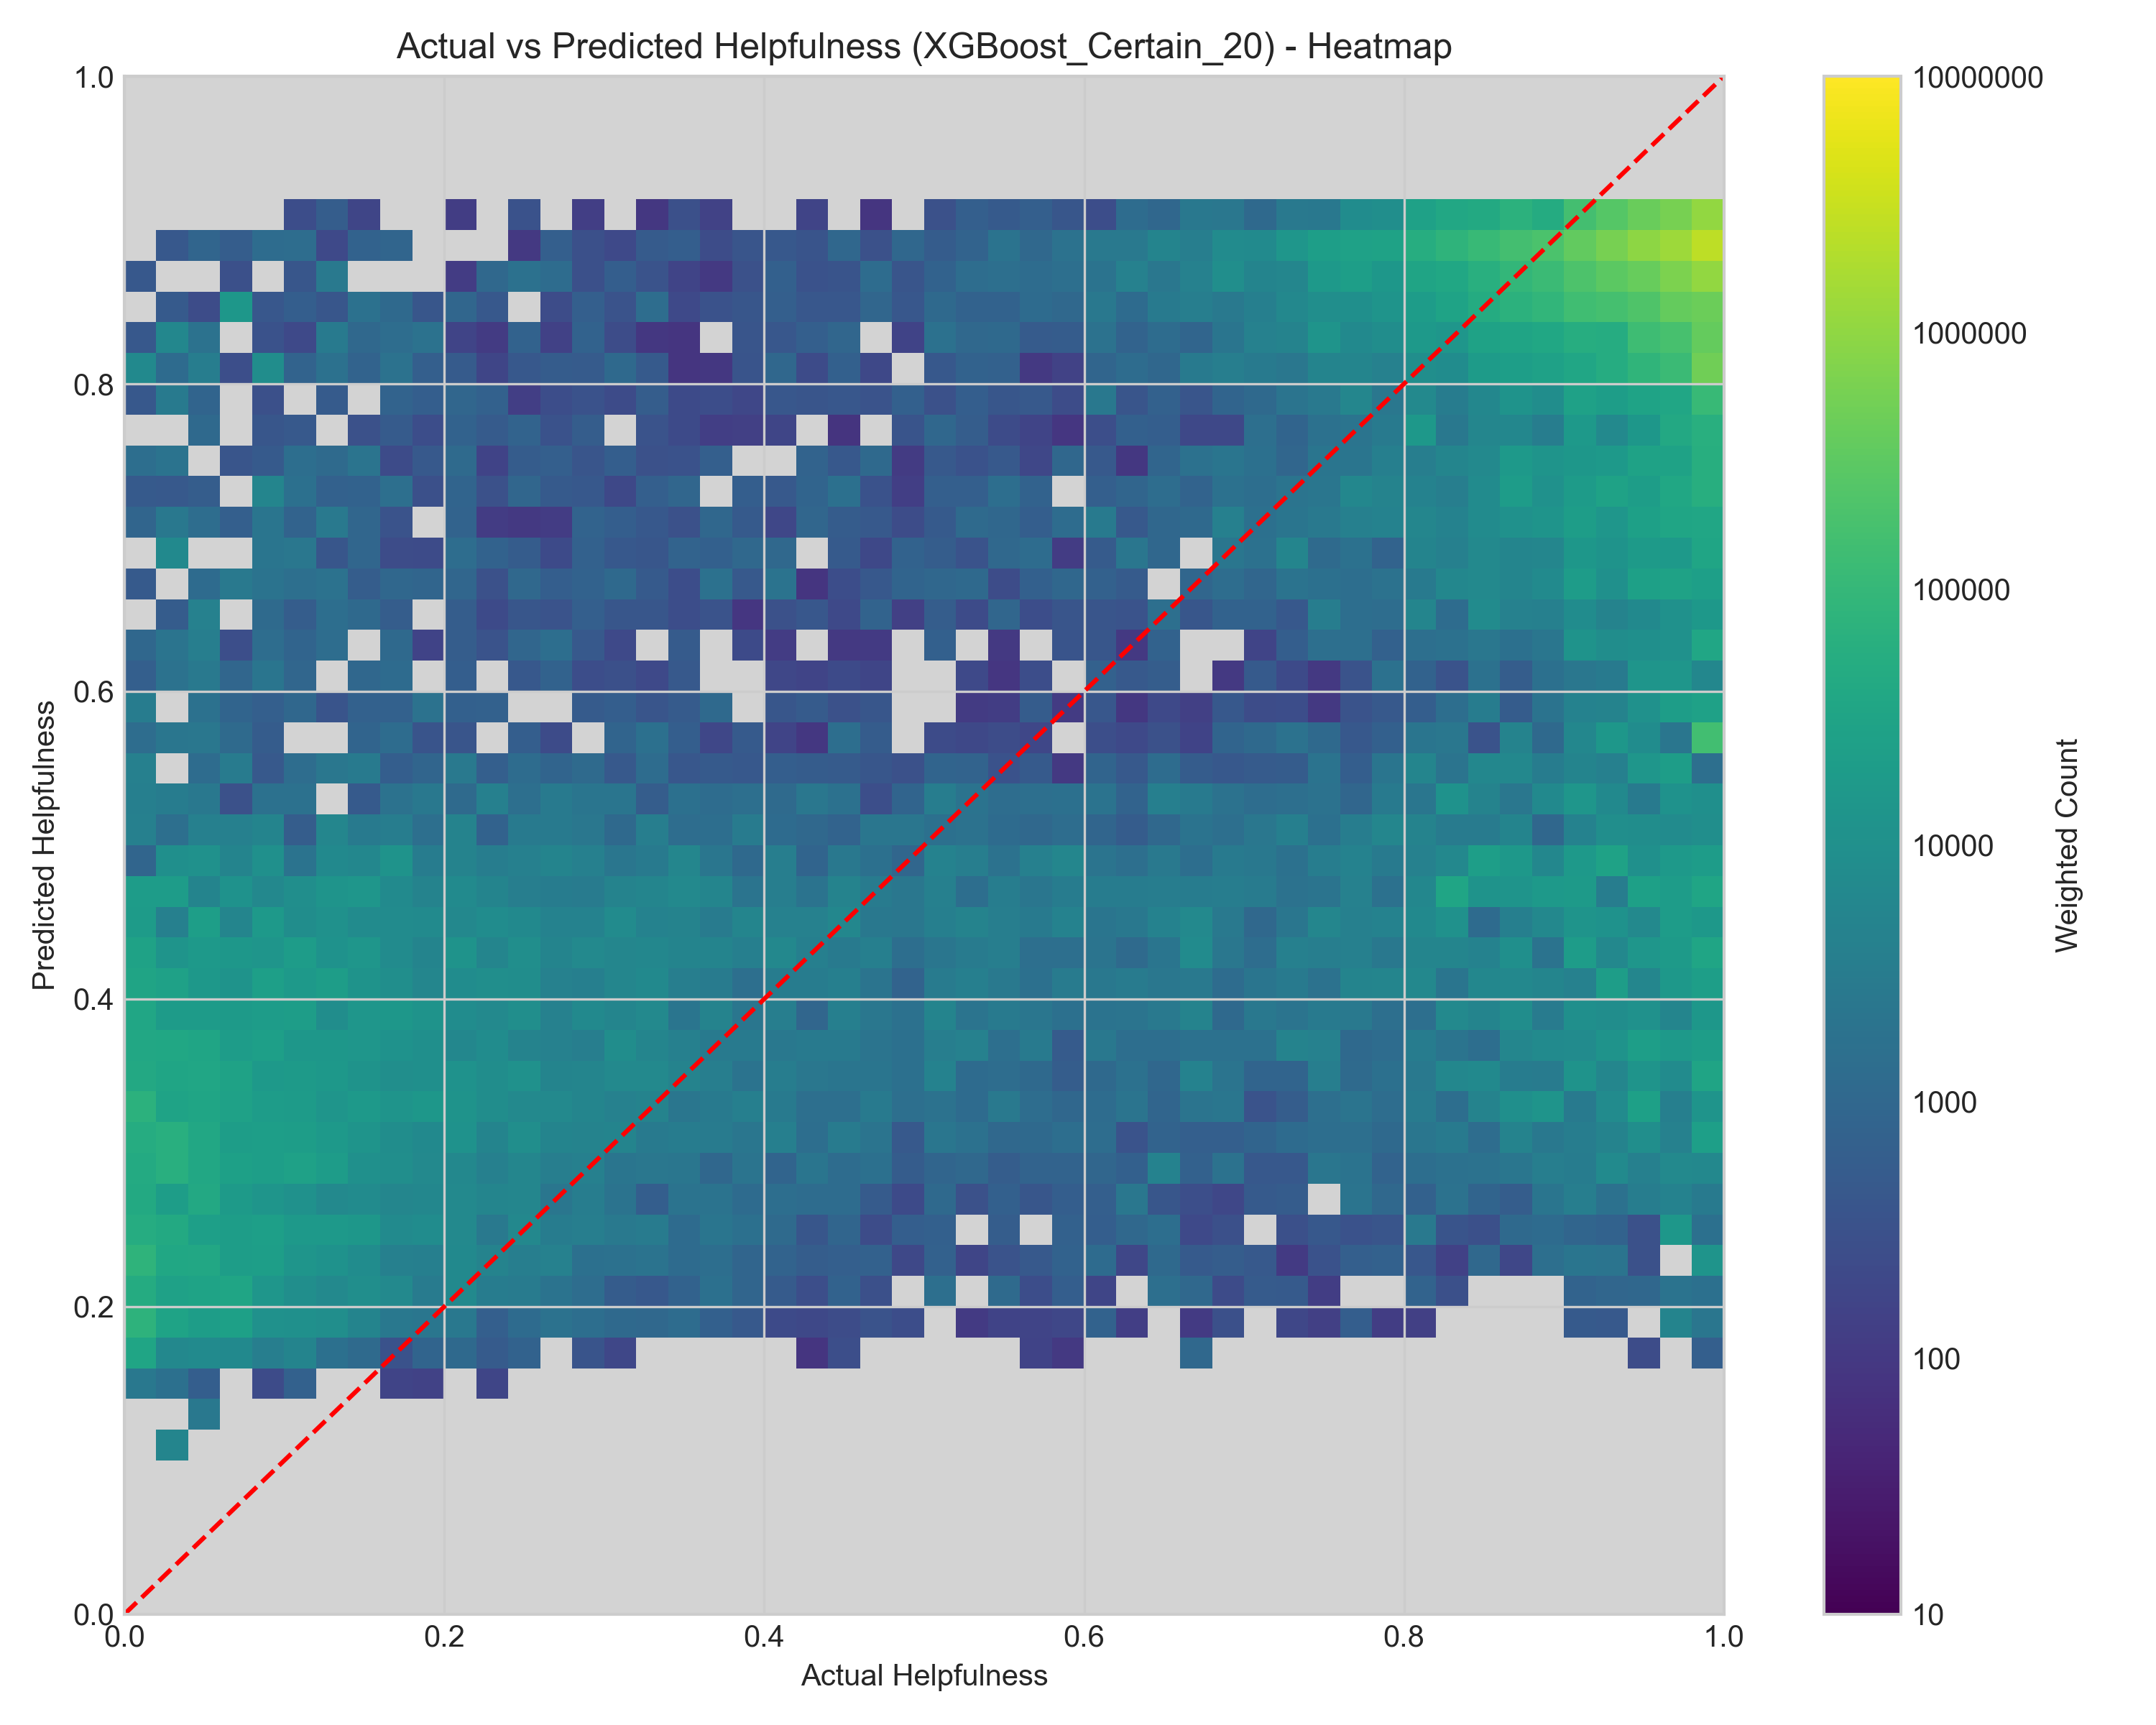 Actual vs Predicted Helpfulness (XGBoost_Certain_20) - Heatmap
1.0
0.8
0.6
0.4
0.2
0.0
Predicted Helpfulness
0.0 0.2 0.4 0.6 0.8 1.0
Actual Helpfulness
10000000
1000000
100000
10000
1000
100
10
Weighted Count